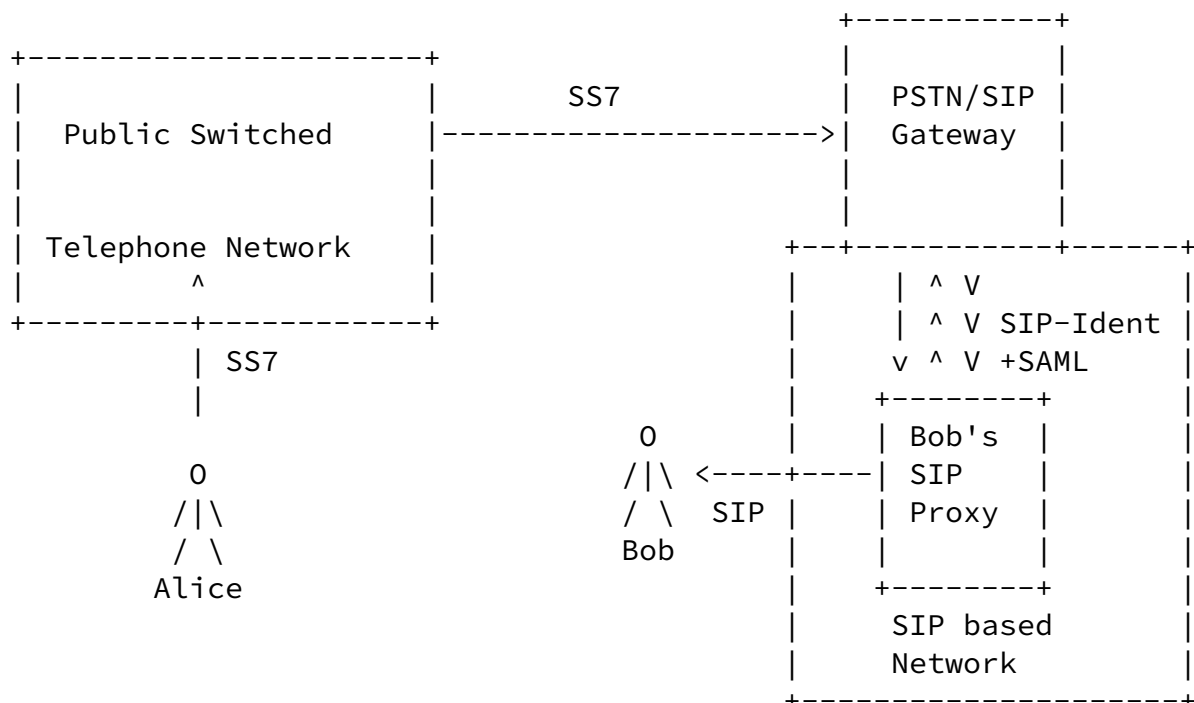 SS7
PSTN/SIP
Gateway
Public Switched
Telephone Network
SS7
SIP-Ident
+SAML
Bob's
SIP
Proxy
SIP
Bob
Alice
SIP based
Network